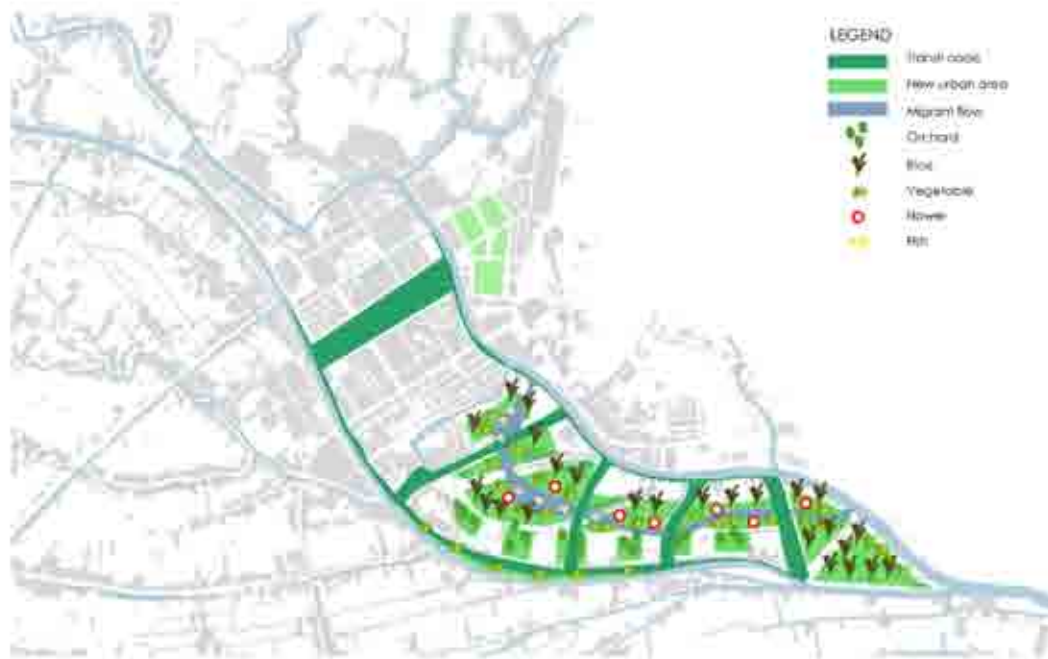 LEGEND
New urban area
Migrant flow
Orchard
Rice
Vegetable
Flower
Fish